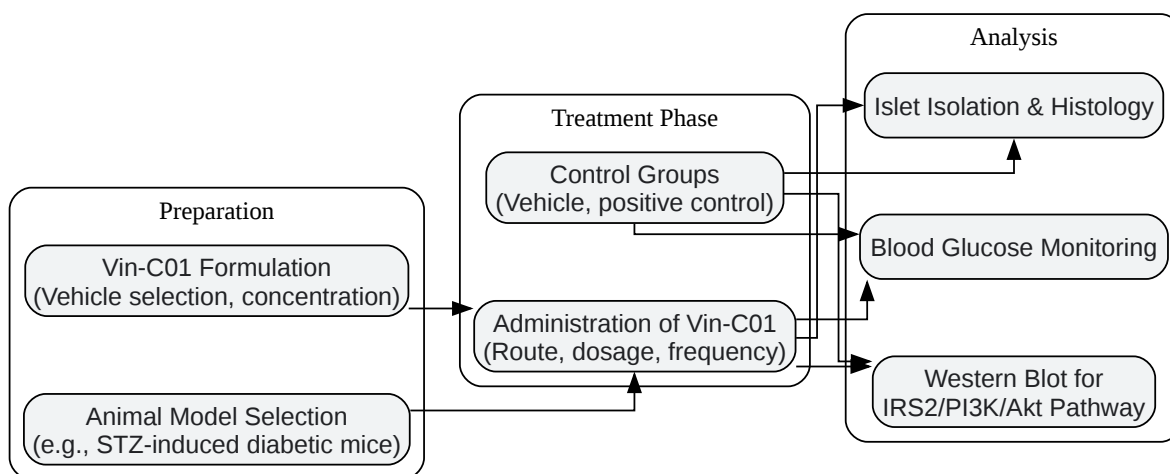 Preparation
Vin-C01 Formulation
(Vehicle selection, concentration)
Animal Model Selection
(e.g., STZ-induced diabetic mice)
Treatment Phase
Control Groups
(Vehicle, positive control)
Administration of Vin-C01
(Route, dosage, frequency)
Analysis
Islet Isolation & Histology
Blood Glucose Monitoring
Western Blot for
IRS2/PI3K/Akt Pathway